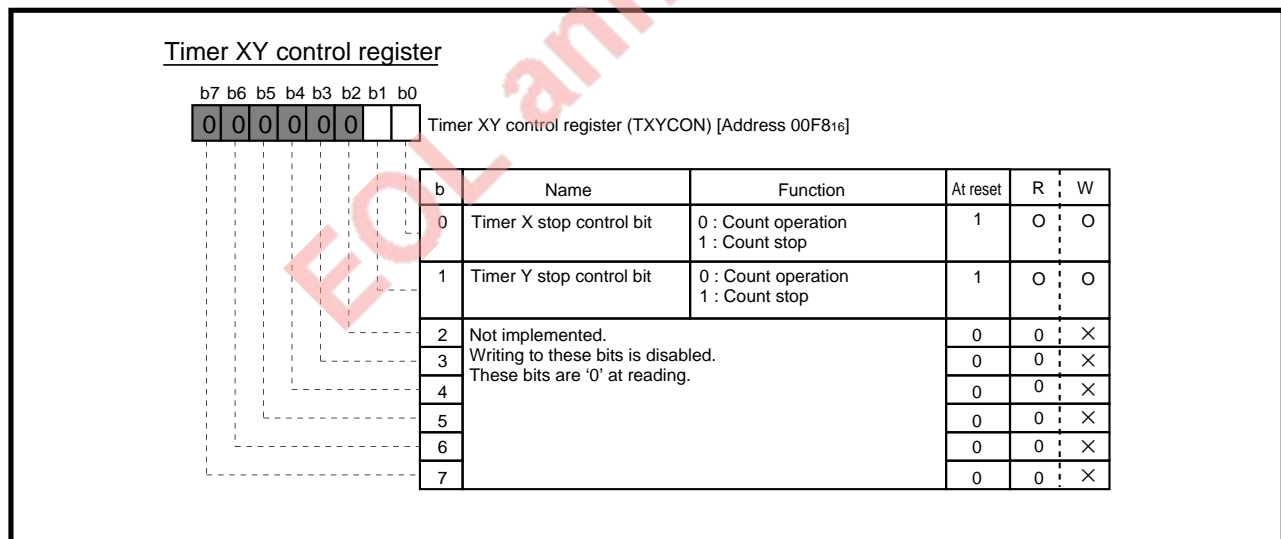 Timer XY control register
b7 b6 b5 b4 b3 b2 b1 b0
0 0 0 0 0 0
Timer XY control register (TXYCON) [Address 00F816]
b Name Function At reset R W
0 Timer X stop control bit 0 : Count operation 1 O O
1 : Count stop
1 Timer Y stop control bit 0 : Count operation 1 O O
1 : Count stop
2 Not implemented. 0 0 ×
3 Writing to these bits is disabled. 0 0 ×
These bits are ‘0’ at reading.
4 0 0 ×
5 0 0 ×
6 0 0 ×
7 0 0 ×
EOL